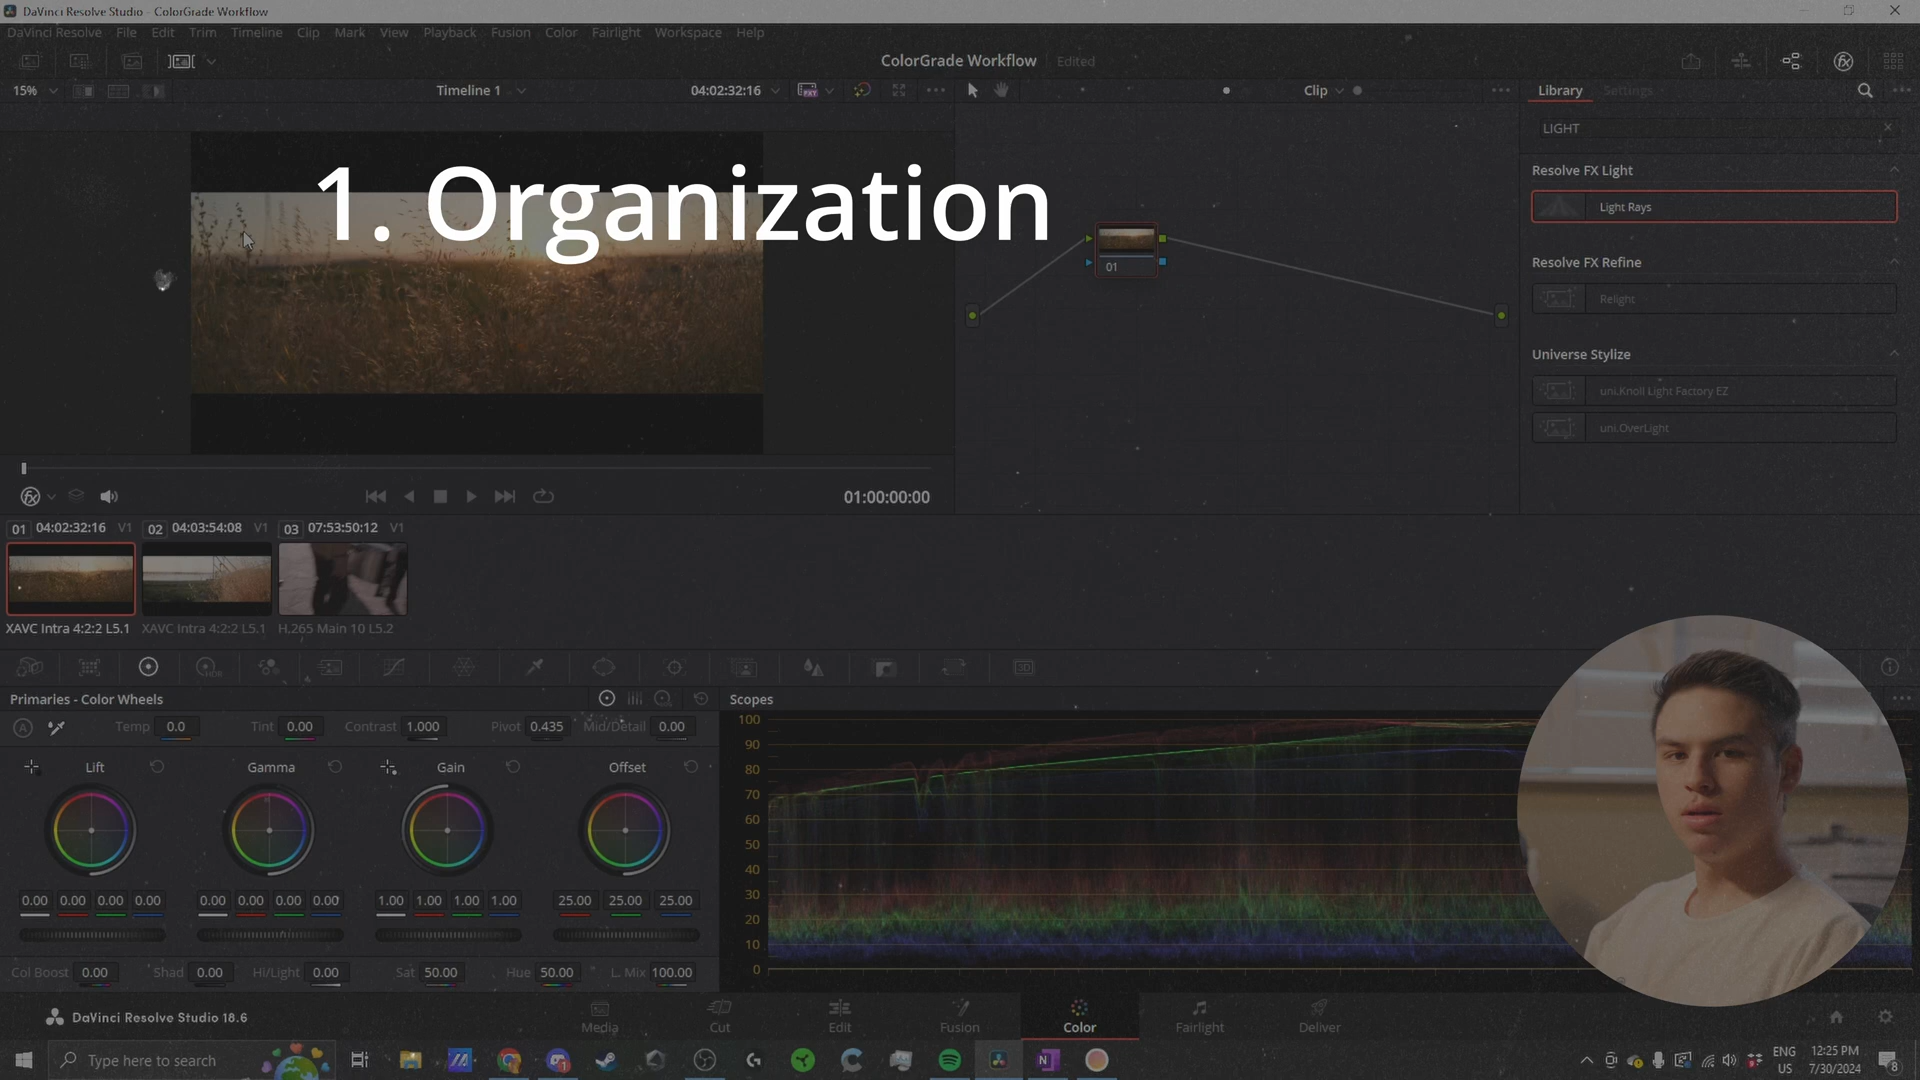 DaVinci Resolve Studio - ColorGrade Workflow
DaVinci Resolve File Edit Trim Timeline Clip Mark View Playback Fusion Color Fairlight Workspace Help
ColorGrade Workflow Edited
15% Timeline 1 04:02:32:16 Clip Library Settings
LIGHT
1. Organization
Resolve FX Light
Light Rays
01
Resolve FX Refine
Relight
Universe Stylize
uni.Knoll Light Factory EZ
uni.OverLight
01:00:00:00
01 04:02:32:16 V1 02 04:03:54:08 V1 03 07:53:50:12 V1
XAVC Intra 4:2:2 L5.1 XAVC Intra 4:2:2 L5.1 H.265 Main 10 L5.2
HDR
3D
Primaries - Color Wheels Scopes
A Temp 0.0 Tint 0.00 Contrast 1.000 Pivot 0.435 Mid/Detail 0.00
Lift Gamma Gain Offset
0.00 0.00 0.00 0.00 0.00 0.00 0.00 0.00 1.00 1.00 1.00 1.00 25.00 25.00 25.00
Col Boost 0.00 Shad 0.00 Hi/Light 0.00 Sat 50.00 Hue 50.00 L. Mix 100.00
100
90
80
70
60
50
40
30
20
10
0
DaVinci Resolve Studio 18.6
Media Cut Edit Fusion Color Fairlight Deliver
Type here to search
ENG
US
12:25 PM
7/30/2024
8